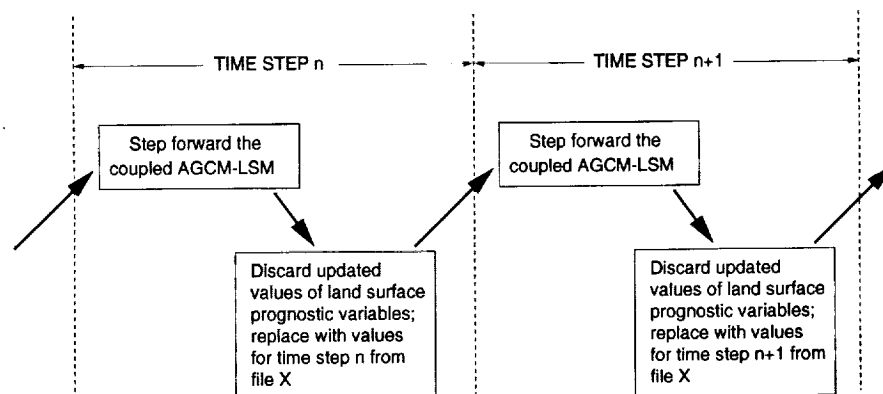 TIME STEP n
TIME STEP n+1
Step forward the
coupled AGCM-LSM
Step forward the
coupled AGCM-LSM
Discard updated
values of land surface
prognostic variables;
replace with values
for time step n from
file X
Discard updated
values of land surface
prognostic variables;
replace with values
for time step n+1 from
file X